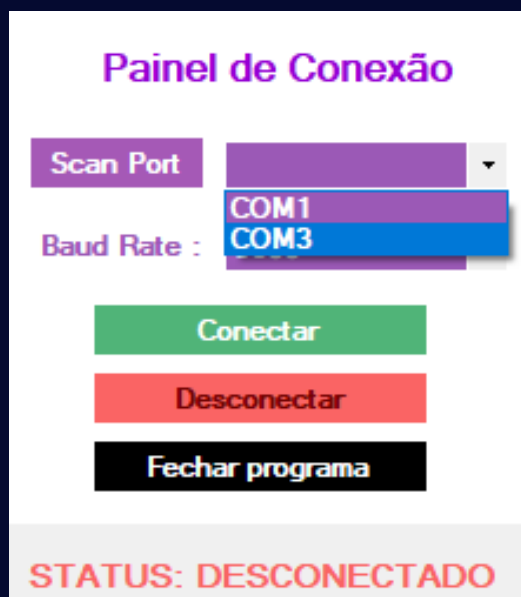 Painel de Conexão
Scan Port
COM1
COM3
Baud Rate :
Conectar
Desconectar
Fechar programa
STATUS: DESCONECTADO